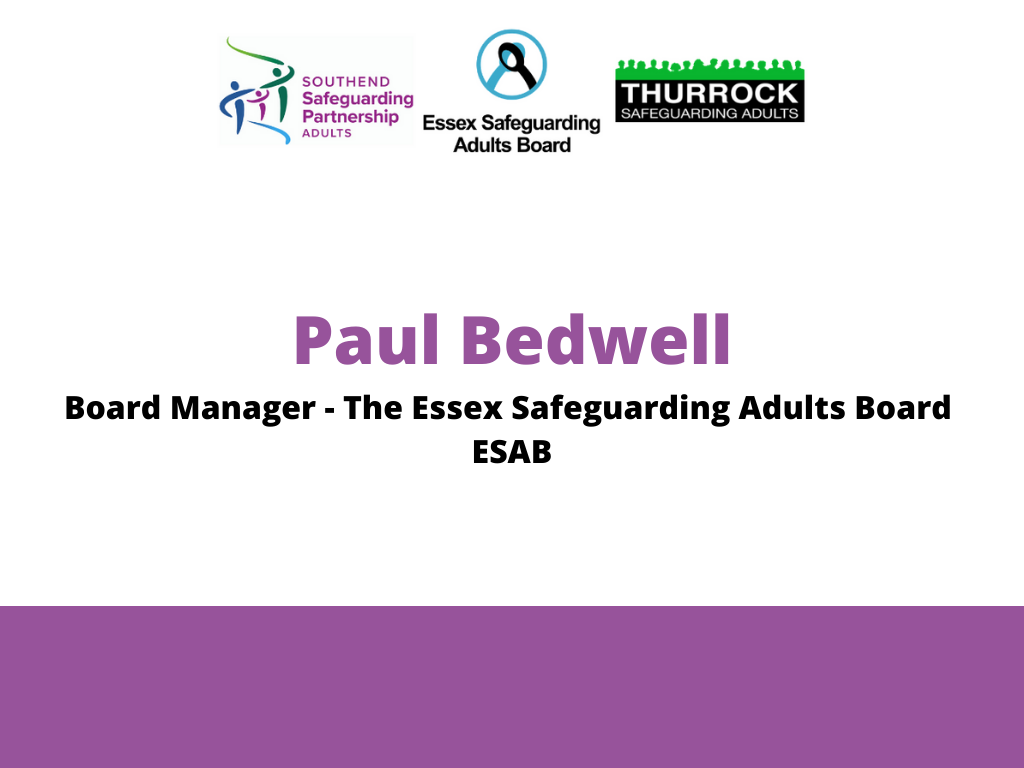 SOUTHEND
Safeguarding
Partnership
ADULTS
Essex Safeguarding
Adults Board
THURROCK
SAFEGUARDING ADULTS
Paul Bedwell
Board Manager - The Essex Safeguarding Adults Board
ESAB